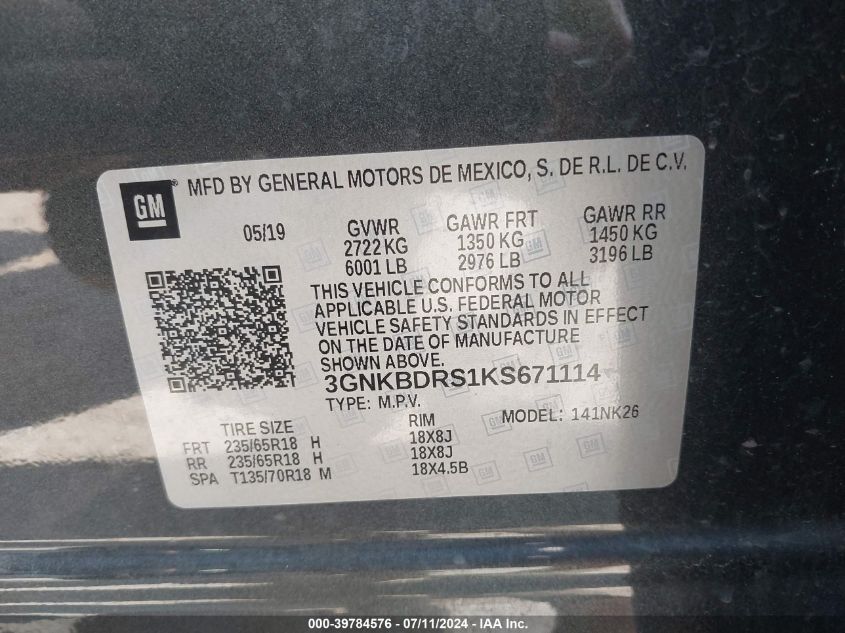 GM® MFD BY GENERAL MOTORS DE MEXICO, S. DE R.L. DE C.V.
05/19 GVWR GAWR FRT GAWR RR
2722 KG 1350 KG 1450 KG
6001 LB 2976 LB 3196 LB
THIS VEHICLE CONFORMS TO ALL
APPLICABLE U.S. FEDERAL MOTOR
VEHICLE SAFETY STANDARDS IN EFFECT
ON THE DATE OF MANUFACTURE
SHOWN ABOVE.
3GNKBDRS1KS671114
TYPE: M.P.V. MODEL: 141NK26
TIRE SIZE RIM
FRT 235/65R18 H 18X8J
RR 235/65R18 H 18X8J
SPA T135/70R18 M 18X4.5B
000-39784576 / 07/11/2024 / IAA Inc.